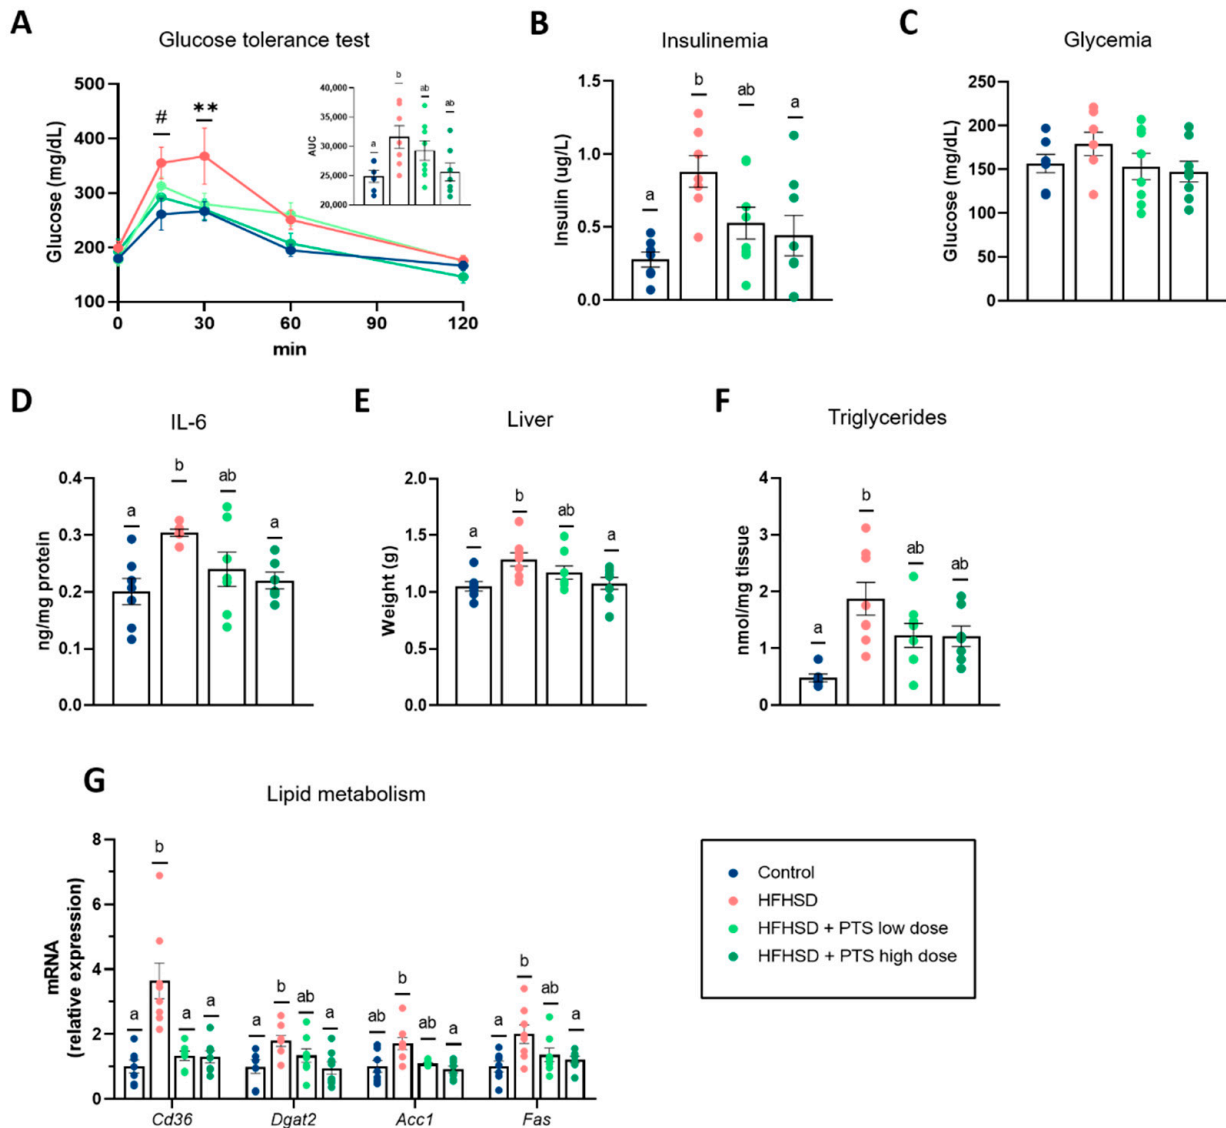 A
Glucose tolerance test
Glucose (mg/dL)
500
400
300
200
100
0
30
60
90
120
min
#
**
AUC
40,000
35,000
30,000
25,000
20,000
a
b
ab
ab
B
Insulinemia
Insulin (ug/L)
1.5
1.0
0.5
0.0
a
b
ab
a
C
Glycemia
Glucose (mg/dL)
250
200
150
100
50
0
D
IL-6
ng/mg protein
0.4
0.3
0.2
0.1
0.0
a
b
ab
a
E
Liver
Weight (g)
2.0
1.5
1.0
0.5
0.0
a
b
ab
a
F
Triglycerides
nmol/mg tissue
4
3
2
1
0
a
b
ab
ab
G
Lipid metabolism
mRNA
(relative expression)
8
6
4
2
0
a
b
a
a
a
b
ab
a
ab
b
ab
a
a
b
ab
a
Cd36
Dgat2
Acc1
Fas
Control
HFHSD
HFHSD + PTS low dose
HFHSD + PTS high dose